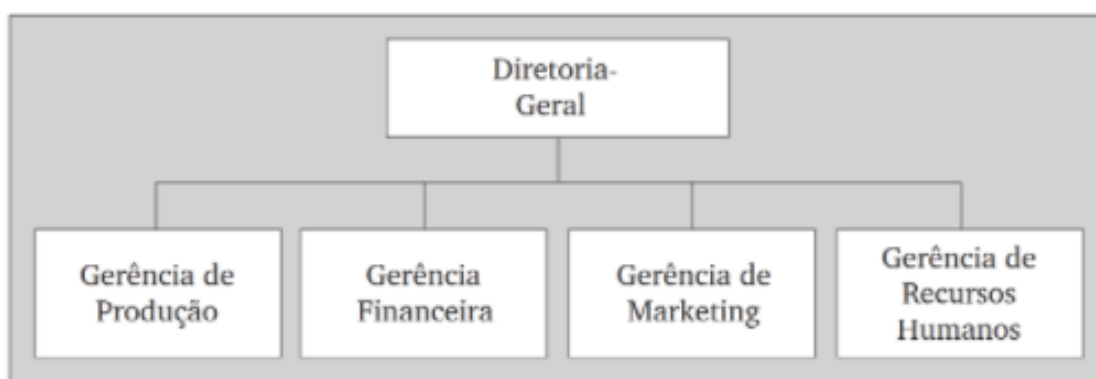 Diretoria-
Geral
Gerência de
Produção
Gerência
Financeira
Gerência de
Marketing
Gerência de
Recursos
Humanos